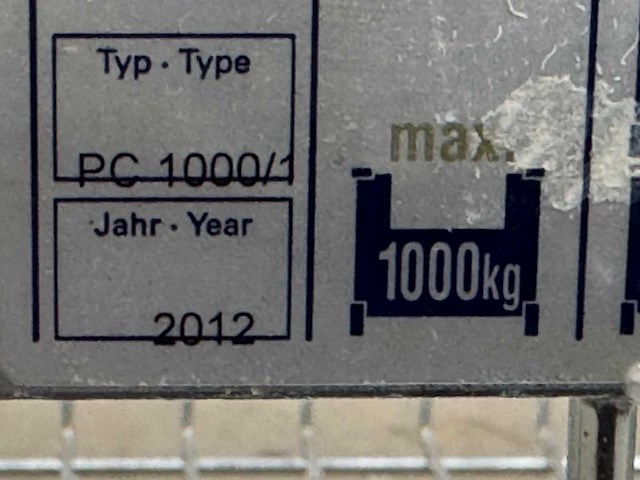 Typ · Type
PC 1000/1
Jahr · Year
2012
max.
1000kg